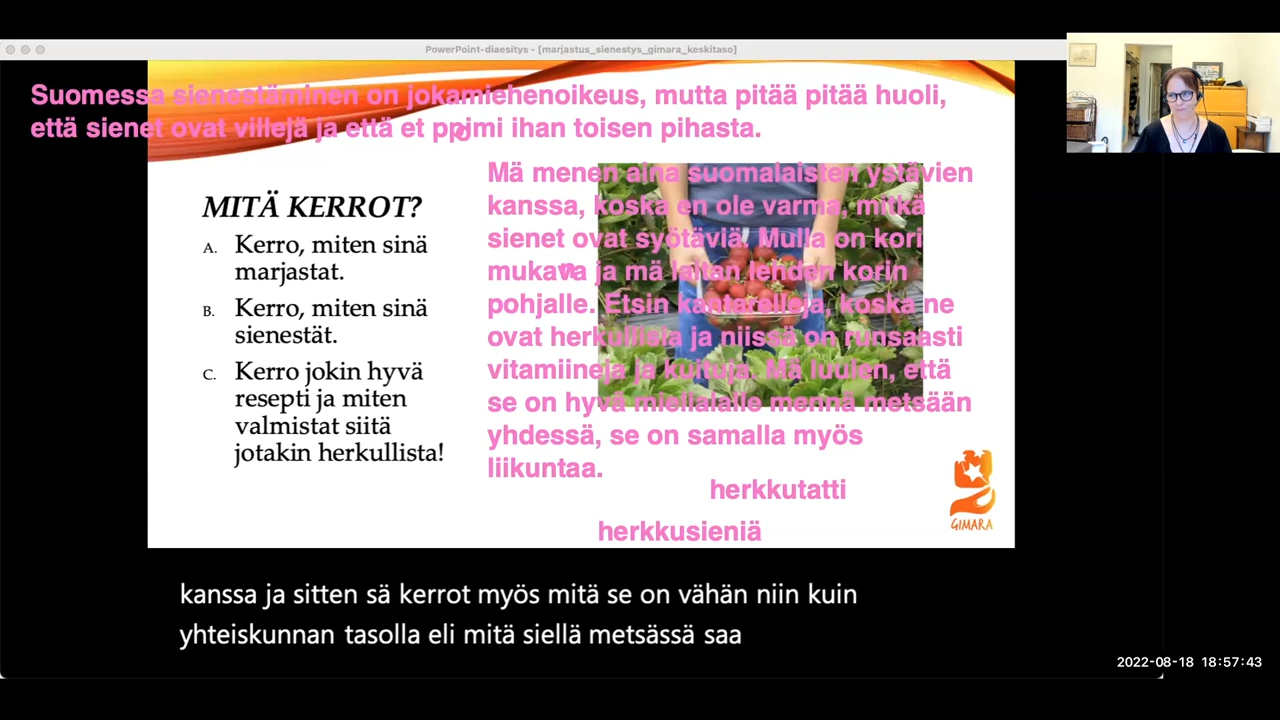 PowerPoint-diaesitys - [marjastus_sienestys_gimara_keskitaso]
Suomessa sienestäminen on jokamiehenoikeus, mutta pitää pitää huoli,
että sienet ovat villejä ja että et ppimi ihan toisen pihasta.
o
MITÄ KERROT?
A. Kerro, miten sinä
marjastat.
B. Kerro, miten sinä
sienestät.
C. Kerro jokin hyvä
resepti ja miten
valmistat siitä
jotakin herkullista!
Mä menen aina suomalaisten ystävien
kanssa, koska en ole varma, mitkä
sienet ovat syötäviä. Mulla on kori
mukava ja mä laitan lehden korin
n
pohjalle. Etsin kantarelleja, koska ne
ovat herkullisia ja niissä on runsaasti
vitamiineja ja kuituja. Mä luulen, että
se on hyvä mielialalle mennä metsään
yhdessä, se on samalla myös
liikuntaa.
herkkutatti
herkkusieniä
GIMARA
kanssa ja sitten sä kerrot myös mitä se on vähän niin kuin
yhteiskunnan tasolla eli mitä siellä metsässä saa
2022-08-18 18:57:43